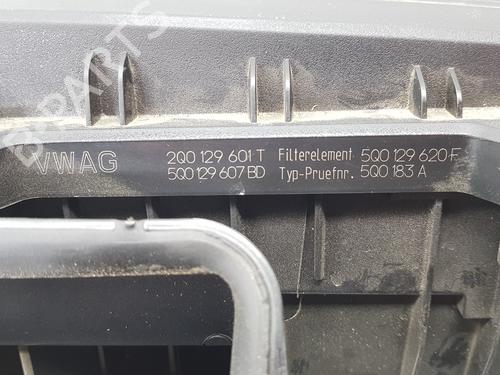 B-PARTS
VWAG 2Q0 129 601 T Filterelement 5Q0 129 620 F
5Q0 129 607 BD Typ-Pruefnr. 5Q0 183 A